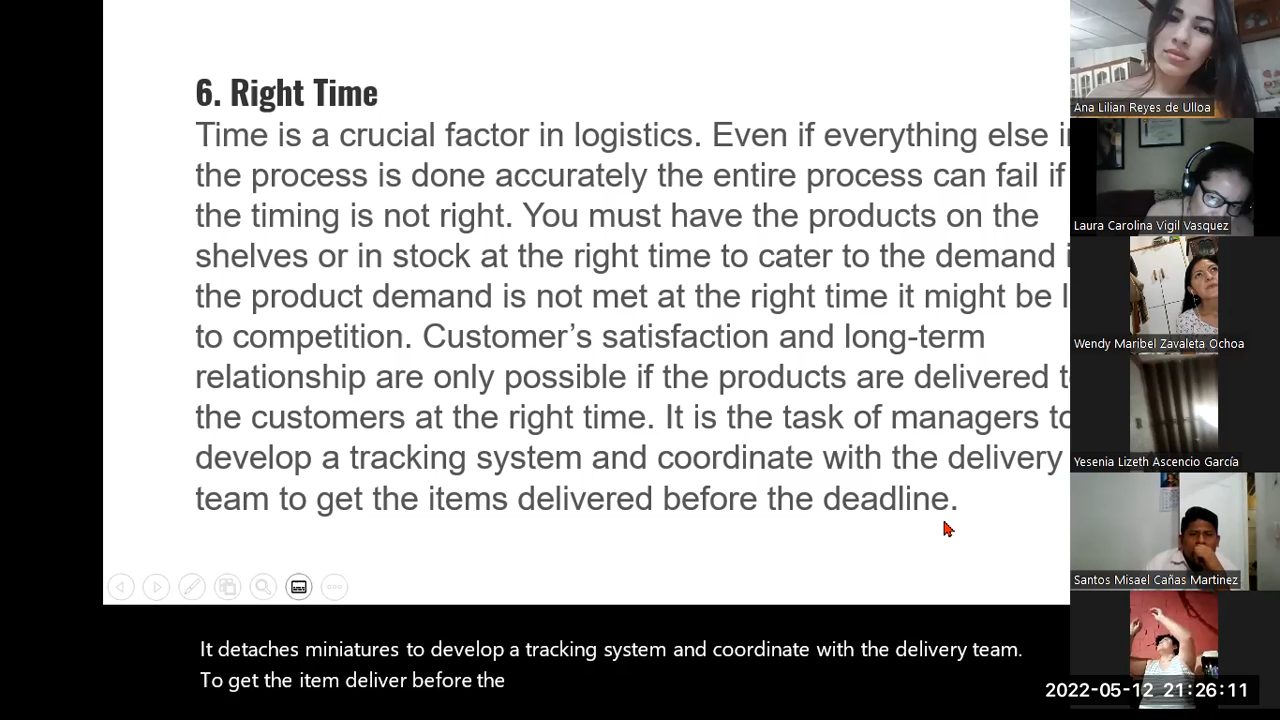 6. Right Time
Time is a crucial factor in logistics. Even if everything else
the process is done accurately the entire process can fail if
the timing is not right. You must have the products on the
shelves or in stock at the right time to cater to the demand
the product demand is not met at the right time it might be
to competition. Customer’s satisfaction and long-term
relationship are only possible if the products are delivered
the customers at the right time. It is the task of managers to
develop a tracking system and coordinate with the delivery
team to get the items delivered before the deadline.
It detaches miniatures to develop a tracking system and coordinate with the delivery team.
To get the item deliver before the
Ana Lilian Reyes de Ulloa
Laura Carolina Vigil Vasquez
Wendy Maribel Zavaleta Ochoa
Yesenia Lizeth Ascencio García
Santos Misael Cañas Martinez
2022-05-12 21:26:11